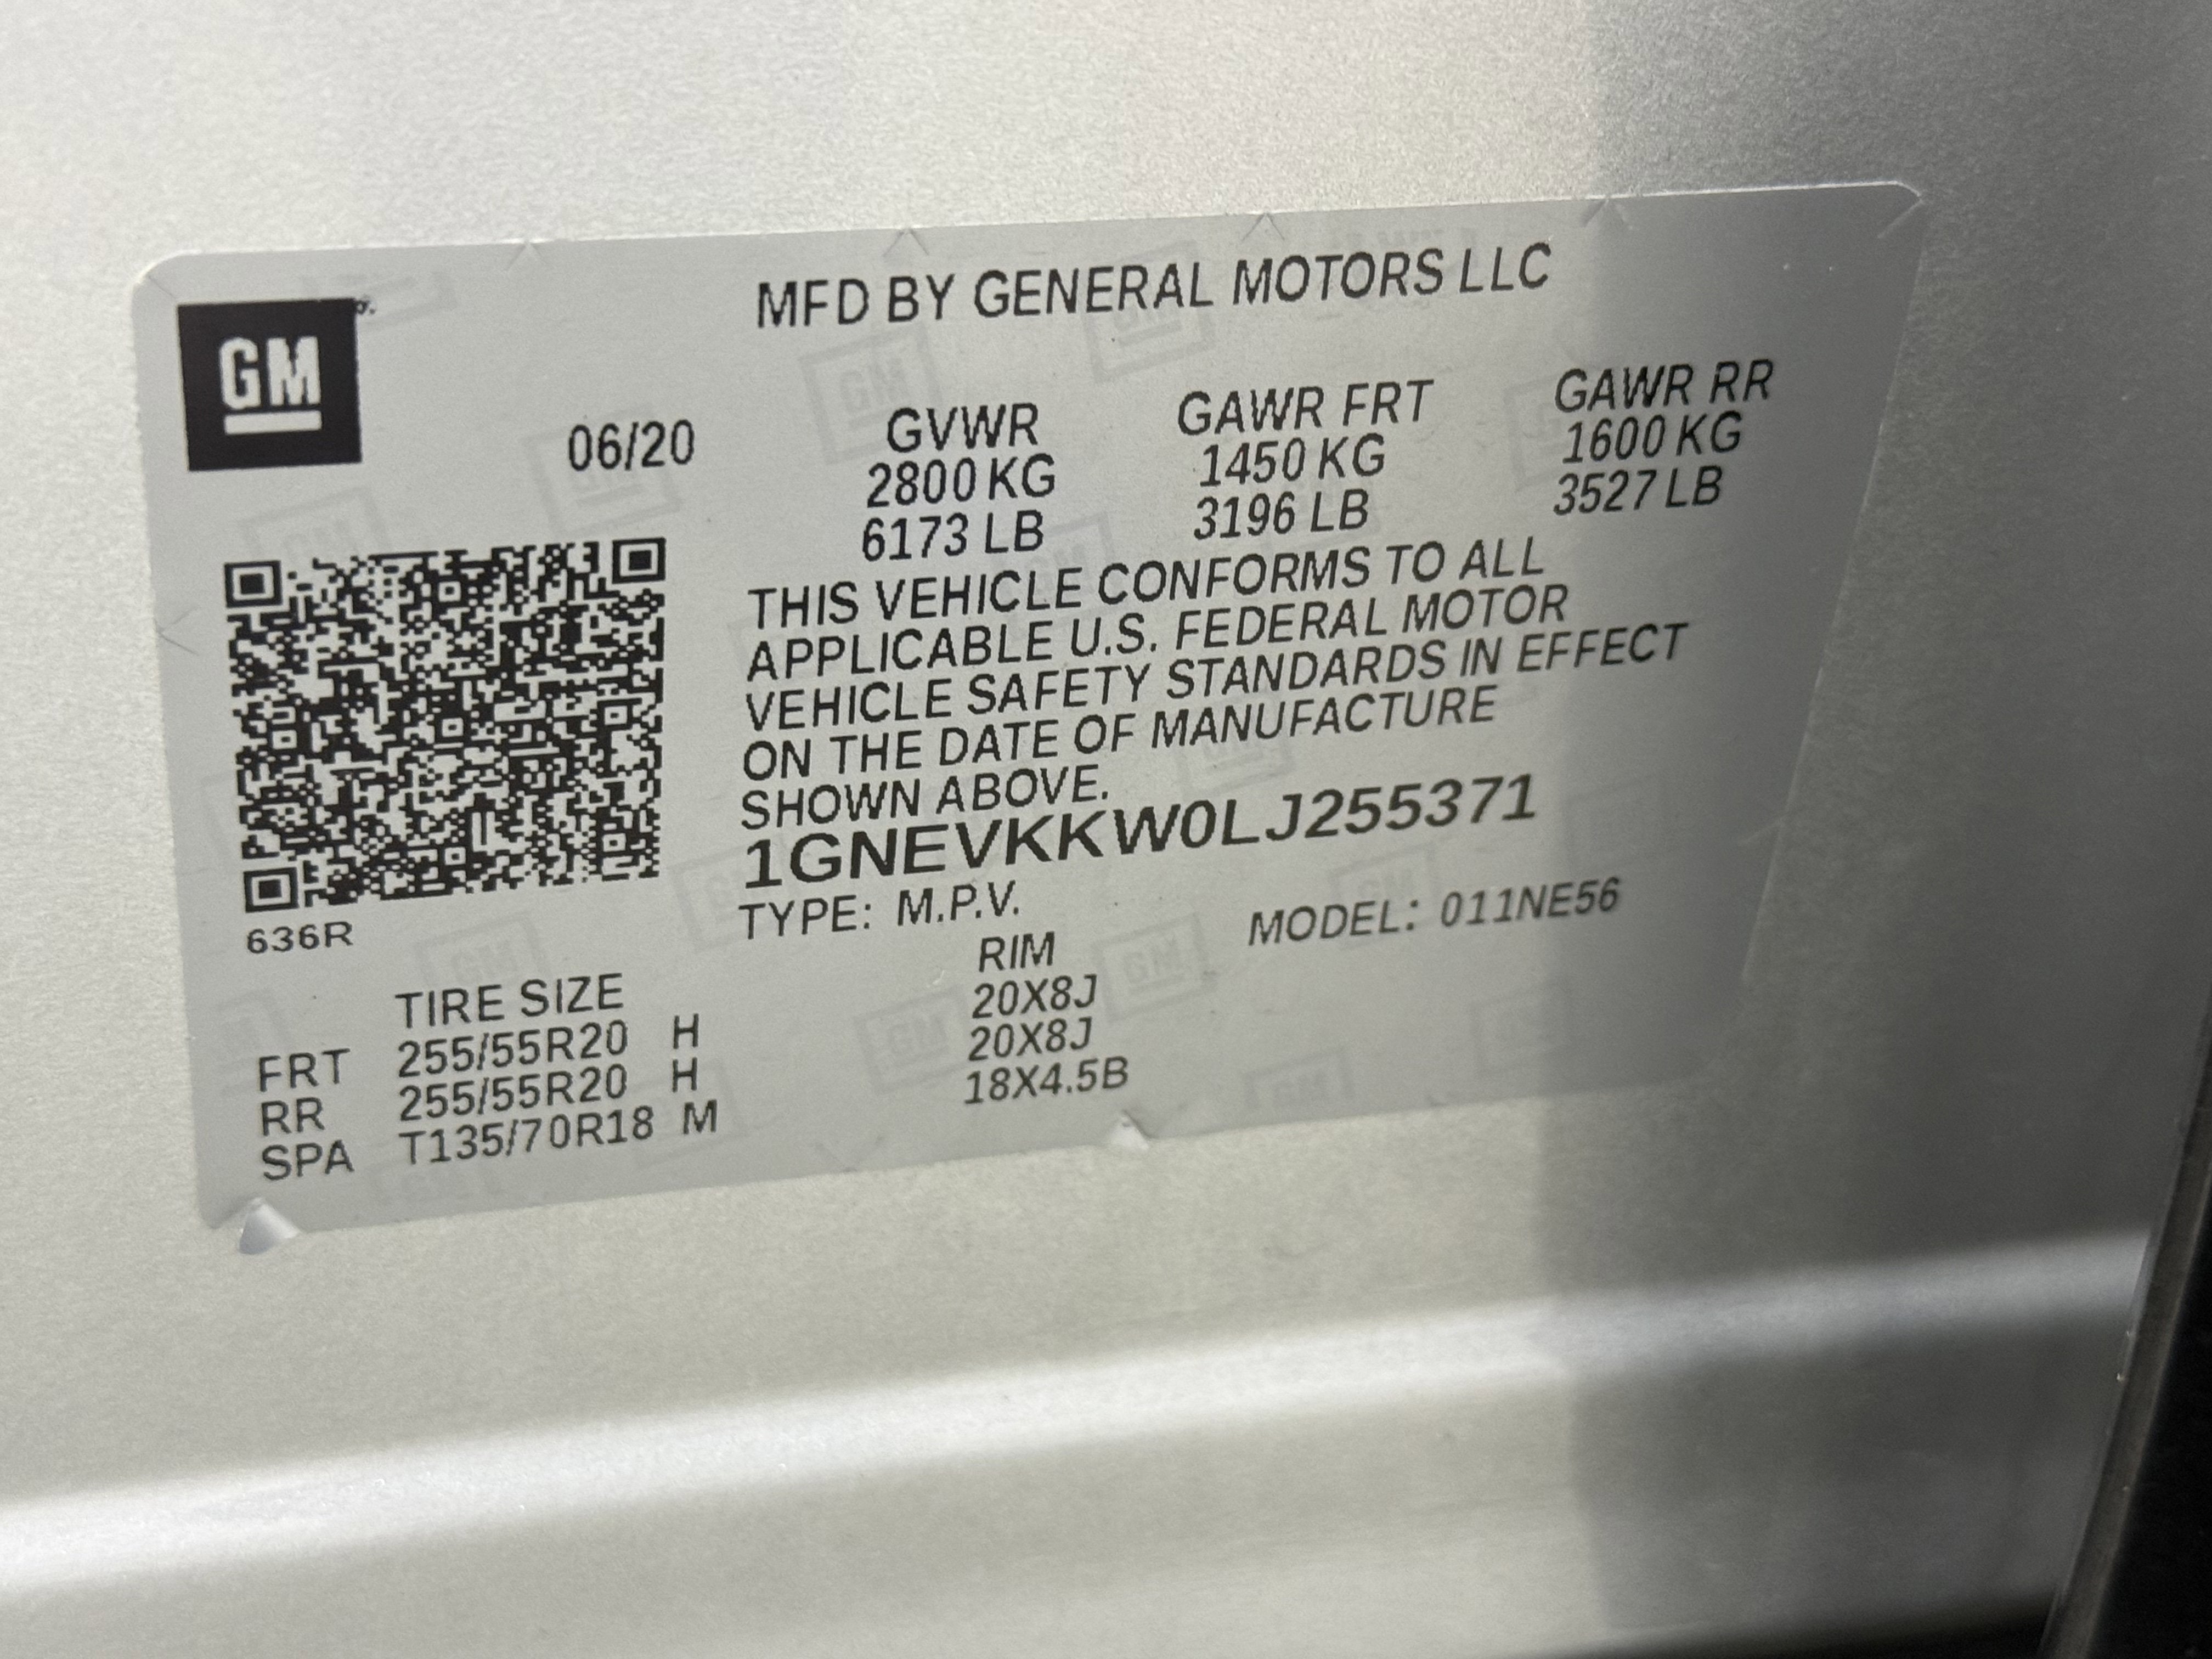 GM
MFD BY GENERAL MOTORS LLC
06/20
GVWR GAWR FRT GAWR RR
2800 KG 1450 KG 1600 KG
6173 LB 3196 LB 3527 LB
THIS VEHICLE CONFORMS TO ALL
APPLICABLE U.S. FEDERAL MOTOR
VEHICLE SAFETY STANDARDS IN EFFECT
ON THE DATE OF MANUFACTURE
SHOWN ABOVE.
1GNEVKKW0LJ255371
TYPE: M.P.V. MODEL: 011NE56
636R
TIRE SIZE RIM
FRT 255/55R20 H 20X8J
RR 255/55R20 H 20X8J
SPA T135/70R18 M 18X4.5B